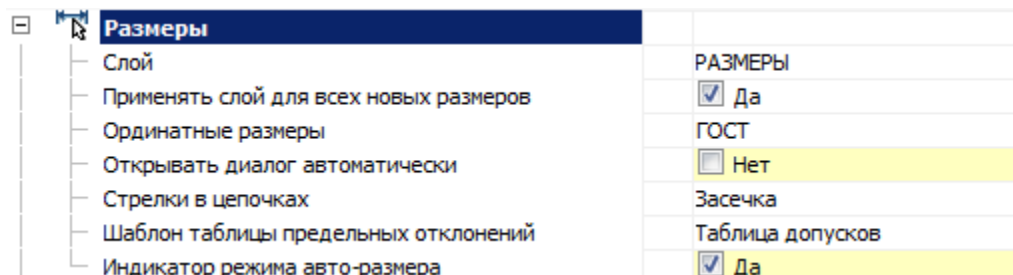 Размеры
Слой РАЗМЕРЫ
Применять слой для всех новых размеров Да
Ординатные размеры ГОСТ
Открывать диалог автоматически Нет
Стрелки в цепочках Засечка
Шаблон таблицы предельных отклонений Таблица допусков
Индикатор режима авто-размера Да